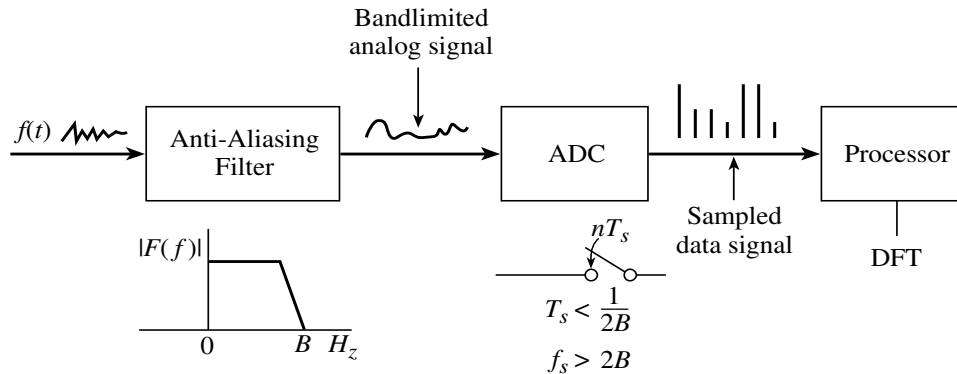 Bandlimited
analog signal
f(t)
Anti-Aliasing
Filter
ADC
Processor
Sampled
data signal
DFT
|F(f)|
0
B
H_z
nT_s
T_s < 1/2B
f_s > 2B